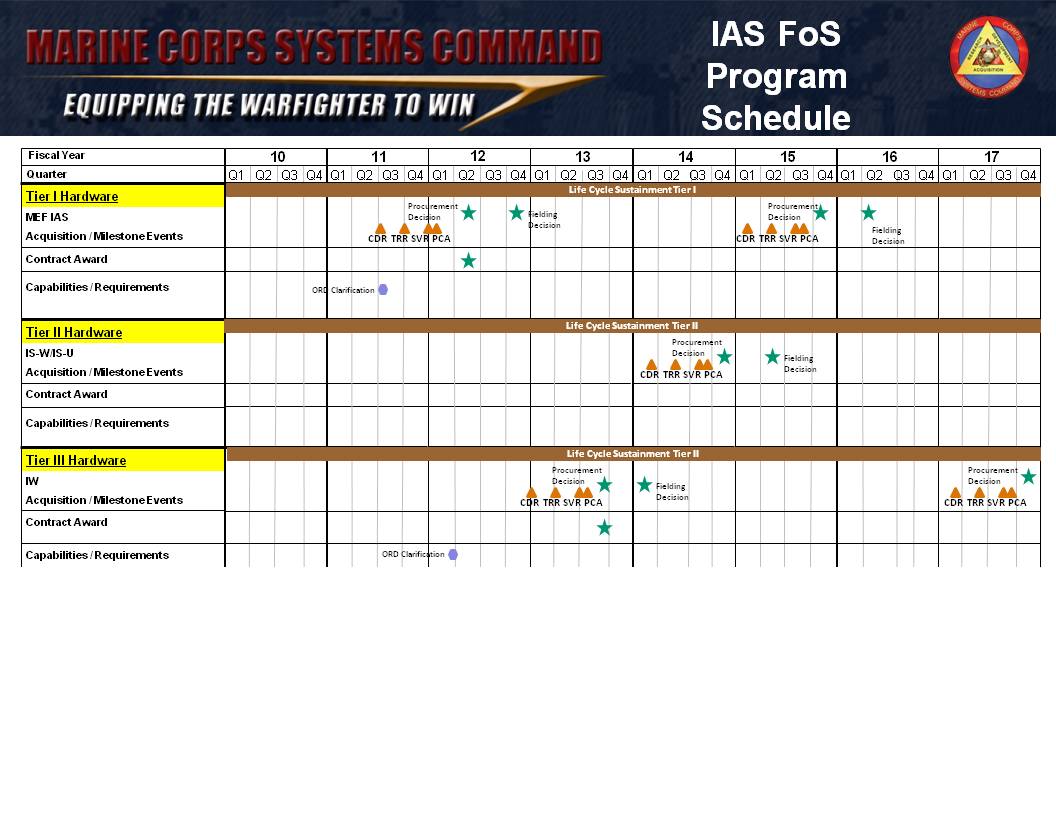 MARINE CORPS SYSTEMS COMMAND
EQUIPPING THE WARFIGHTER TO WIN
IAS FoS
Program
Schedule
MARINE CORPS
RESEARCH DEVELOPMENT
ACQUISITION
SYSTEMS COMMAND
Fiscal Year 10 11 12 13 14 15 16 17
Quarter Q1 Q2 Q3 Q4 Q1 Q2 Q3 Q4 Q1 Q2 Q3 Q4 Q1 Q2 Q3 Q4 Q1 Q2 Q3 Q4 Q1 Q2 Q3 Q4 Q1 Q2 Q3 Q4 Q1 Q2 Q3 Q4
Life Cycle Sustainment Tier I
Tier I Hardware
MEF IAS
Procurement
Decision
Fielding
Decision
Procurement
Decision
Fielding
Decision
Acquisition / Milestone Events
CDR TRR SVR PCA
CDR TRR SVR PCA
Contract Award
Capabilities / Requirements
ORD Clarification
Life Cycle Sustainment Tier II
Tier II Hardware
IS-W/IS-U
Procurement
Decision
Fielding
Decision
Acquisition / Milestone Events
CDR TRR SVR PCA
Contract Award
Capabilities / Requirements
Life Cycle Sustainment Tier II
Tier III Hardware
IW
Procurement
Decision
Fielding
Decision
Procurement
Decision
Acquisition / Milestone Events
CDR TRR SVR PCA
CDR TRR SVR PCA
Contract Award
Capabilities / Requirements
ORD Clarification